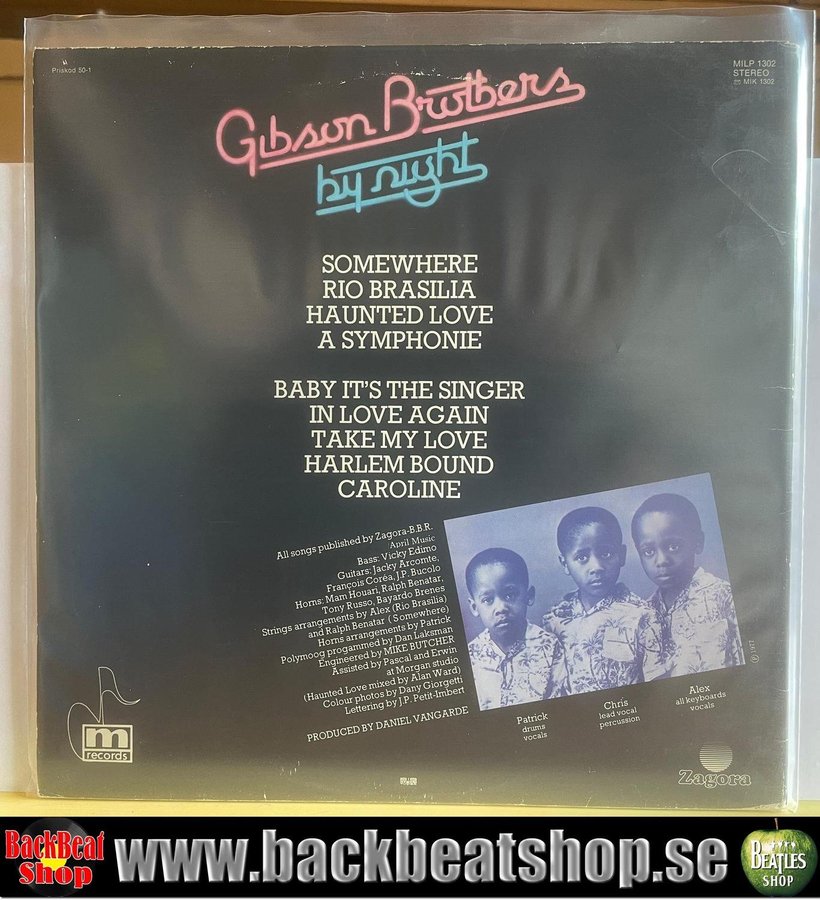 Priskod 50-1
MILP 1302
STEREO
MIK 1302
Gibson Brothers
by night
SOMEWHERE
RIO BRASILIA
HAUNTED LOVE
A SYMPHONIE
BABY IT'S THE SINGER
IN LOVE AGAIN
TAKE MY LOVE
HARLEM BOUND
CAROLINE
All songs published by Zagora-B.B.R.
April Music
Bass: Vicky Edimo
Guitars: Jacky Arcomte,
François Coréa, J.P. Bucolo
Horns: Mam Houari, Ralph Benatar,
Tony Russo, Bayardo Brenes
Strings arrangements by Alex (Rio Brasilia)
and Ralph Benatar (Somewhere)
Horns arrangements by Patrick
Polymoog progammed by Dan Laksman
Engineered by MIKE BUTCHER
Assisted by Pascal and Erwin
at Morgan studio
(Haunted Love mixed by Alan Ward)
Colour photos by Dany Giorgetti
Lettering by J.P. Petit-Imbert
PRODUCED BY DANIEL VANGARDE
Patrick
drums
vocals
Chris
lead vocal
percussion
Alex
all keyboards
vocals
℗ 1977
m
records
Zagora
BackBeat
Shop
www.backbeatshop.se
BEATLES
SHOP